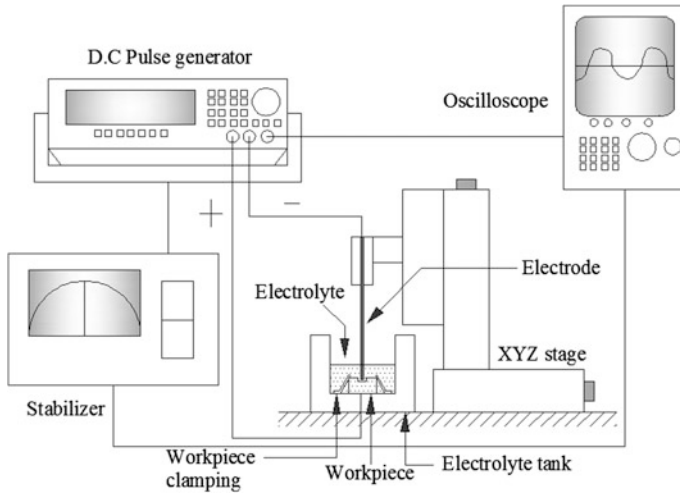 D.C Pulse generator
Oscilloscope
+
−
Electrolyte
Electrode
XYZ stage
Stabilizer
Workpiece
clamping
Workpiece
Electrolyte tank